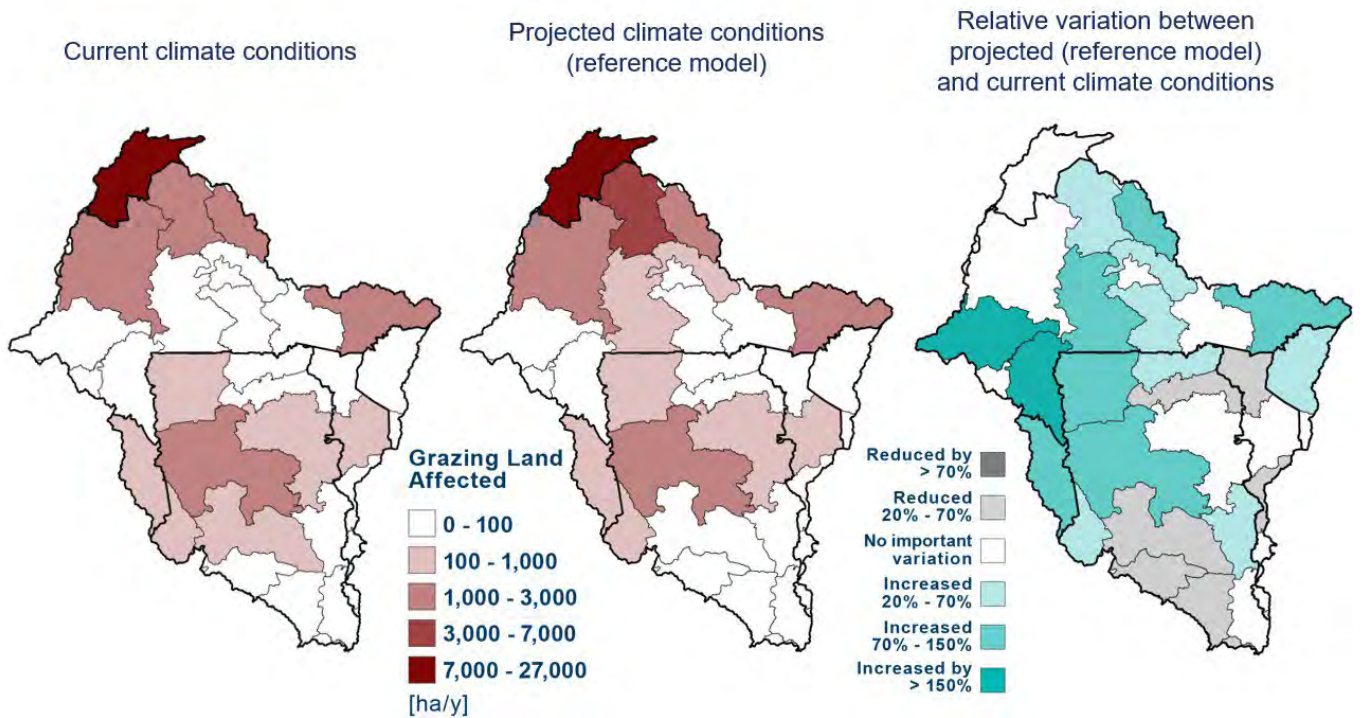 Current climate conditions
Projected climate conditions
(reference model)
Relative variation between
projected (reference model)
and current climate conditions
Grazing Land
Affected
0 - 100
100 - 1,000
1,000 - 3,000
3,000 - 7,000
7,000 - 27,000
[ha/y]
Reduced by
> 70%
Reduced
20% - 70%
No important
variation
Increased
20% - 70%
Increased
70% - 150%
Increased by
> 150%